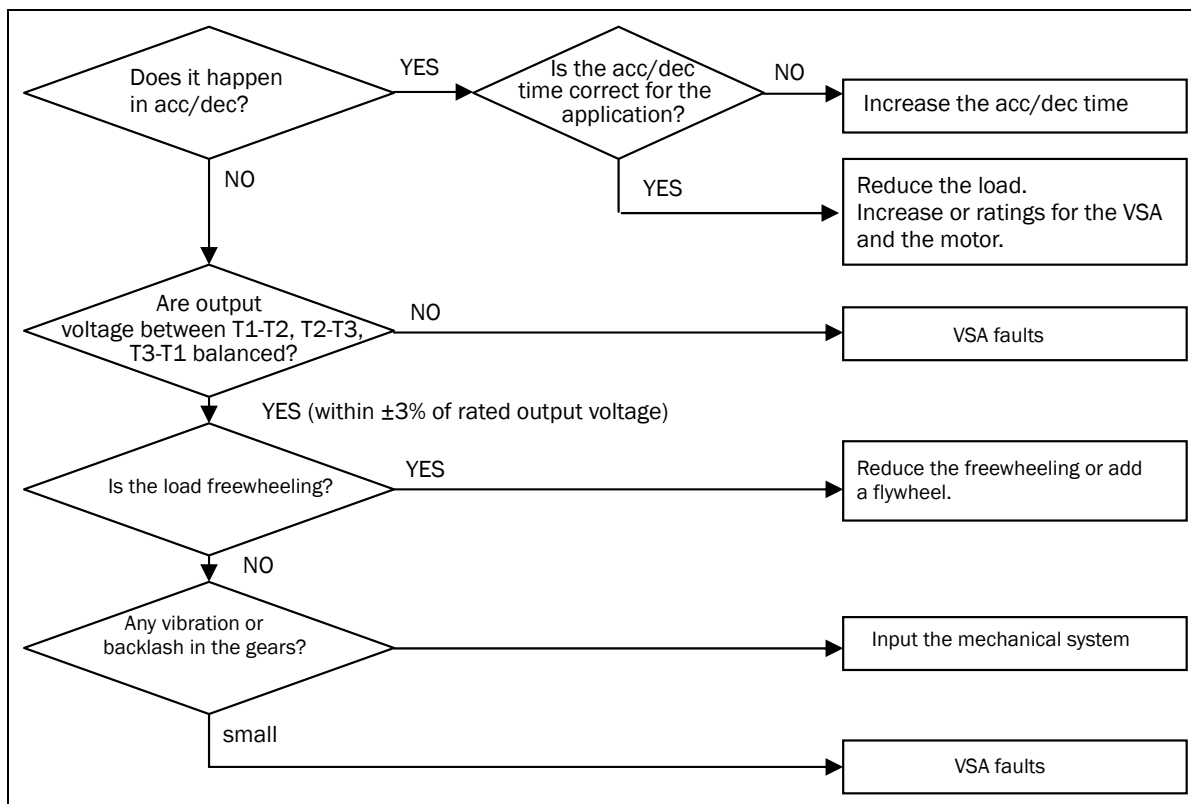 Does it happen
in acc/dec?
YES
Is the acc/dec
time correct for the
application?
NO
Increase the acc/dec time
NO
YES
Reduce the load.
Increase or ratings for the VSA
and the motor.
Are output
voltage between T1-T2, T2-T3,
T3-T1 balanced?
NO
VSA faults
YES (within ±3% of rated output voltage)
Is the load freewheeling?
YES
Reduce the freewheeling or add
a flywheel.
NO
Any vibration or
backlash in the gears?
Input the mechanical system
small
VSA faults